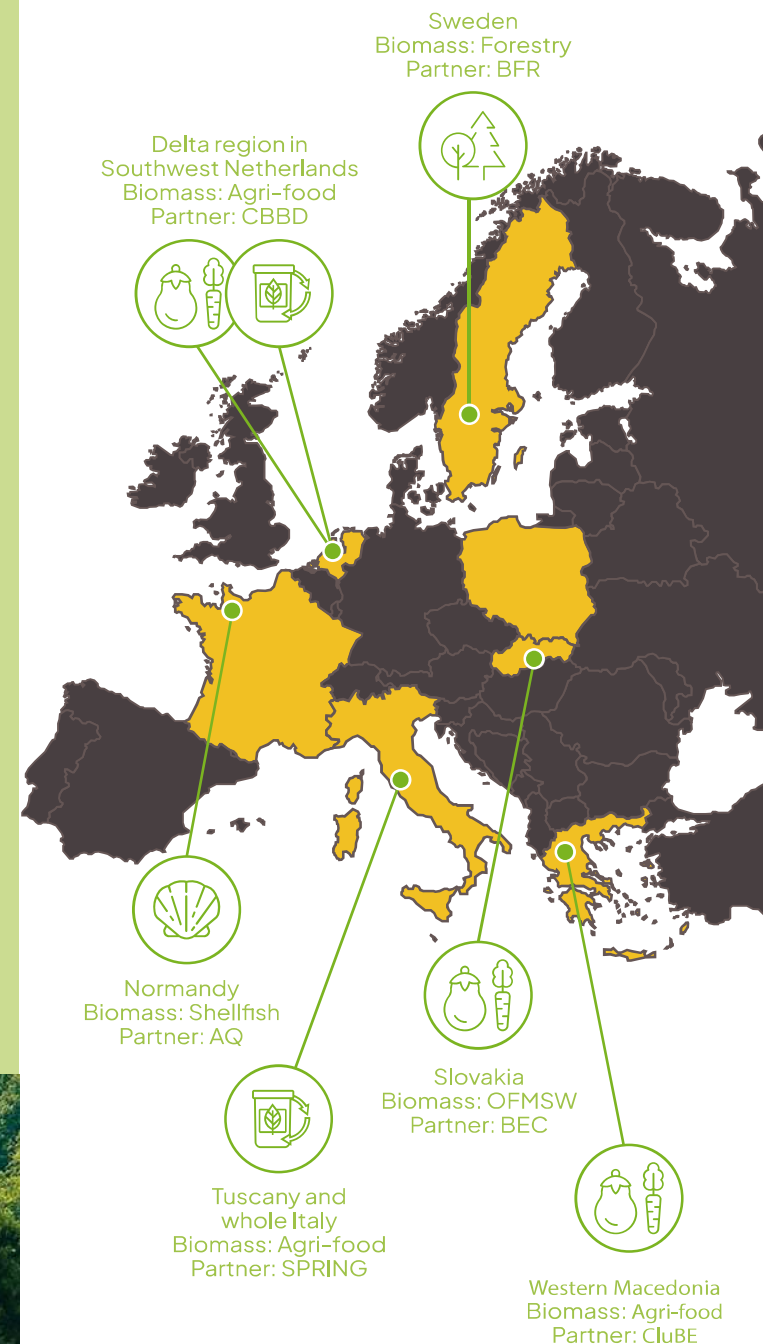 Sweden
Biomass: Forestry
Partner: BFR
Delta region in
Southwest Netherlands
Biomass: Agri-food
Partner: CBBD
Normandy
Biomass: Shellfish
Partner: AQ
Slovakia
Biomass: OFMSW
Partner: BEC
Tuscany and
whole Italy
Biomass: Agri-food
Partner: SPRING
Western Macedonia
Biomass: Agri-food
Partner: CluBE